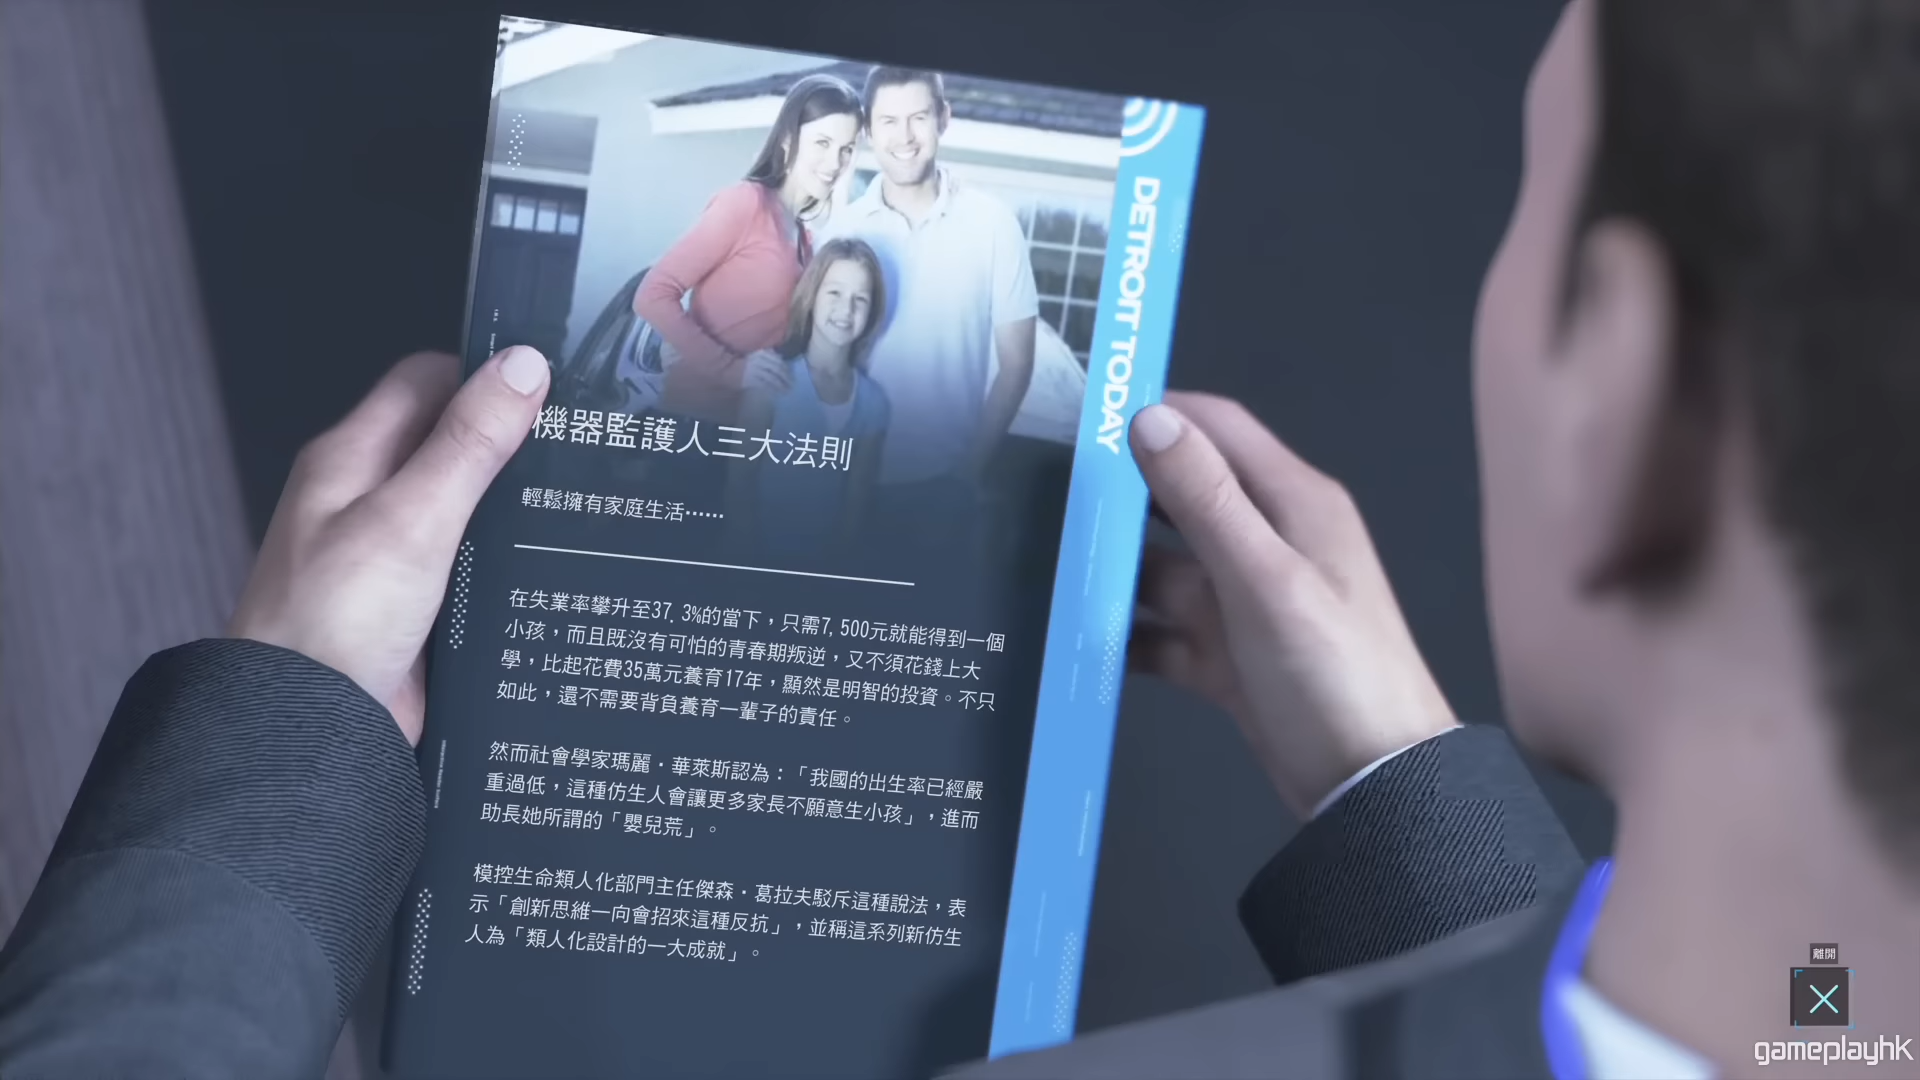 DETROIT TODAY
機器監護人三大法則
輕鬆擁有家庭生活……
在失業率攀升至37.3%的當下，只需7,500元就能得到一個
小孩，而且既沒有可怕的青春期叛逆，又不須花錢上大
學，比起花費35萬元養育17年，顯然是明智的投資。不只
如此，還不需要背負養育一輩子的責任。
然而社會學家瑪麗・華萊斯認為：「我國的出生率已經嚴
重過低，這種仿生人會讓更多家長不願意生小孩」，進而
助長她所謂的「嬰兒荒」。
模控生命類人化部門主任傑森・葛拉夫駁斥這種說法，表
示「創新思維一向會招來這種反抗」，並稱這系列新仿生
人為「類人化設計的一大成就」。
離開
gameplayhk